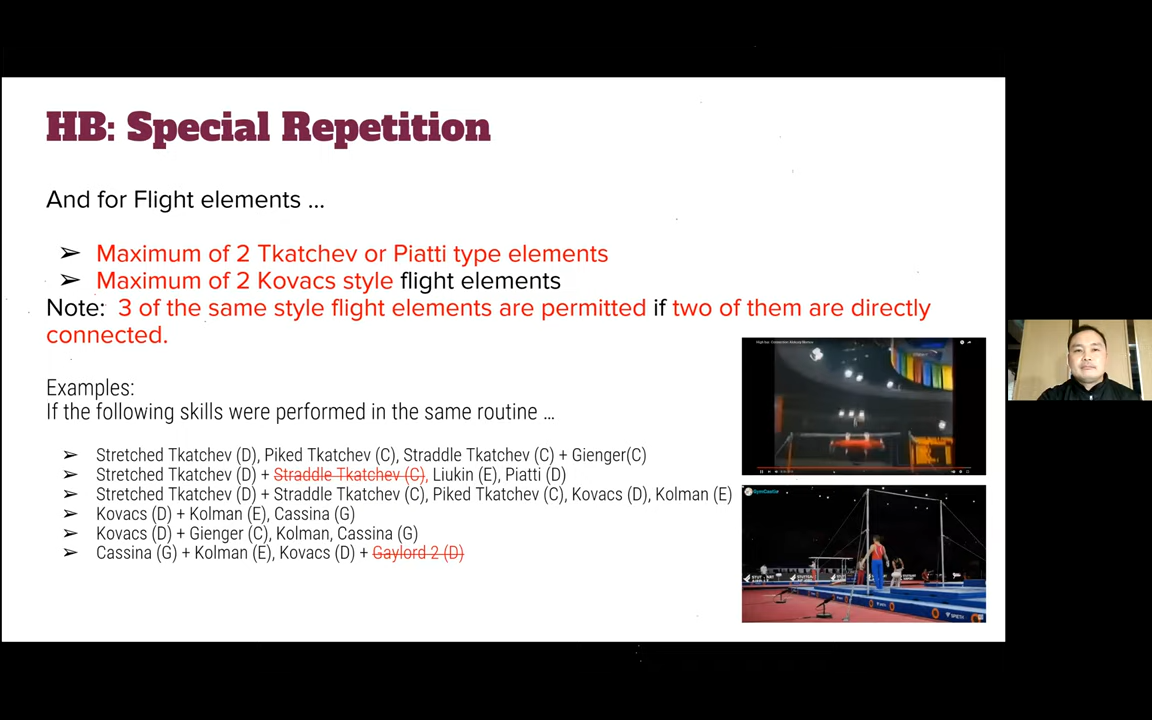 HB: Special Repetition
And for Flight elements ...
➢ Maximum of 2 Tkatchev or Piatti type elements
➢ Maximum of 2 Kovacs style flight elements
Note: 3 of the same style flight elements are permitted if two of them are directly
connected.
Examples:
If the following skills were performed in the same routine ...
➢ Stretched Tkatchev (D), Piked Tkatchev (C), Straddle Tkatchev (C) + Gienger(C)
➢ Stretched Tkatchev (D) + Straddle Tkatchev (C), Liukin (E), Piatti (D)
➢ Stretched Tkatchev (D) + Straddle Tkatchev (C), Piked Tkatchev (C), Kovacs (D), Kolman (E)
➢ Kovacs (D) + Kolman (E), Cassina (G)
➢ Kovacs (D) + Gienger (C), Kolman, Cassina (G)
➢ Cassina (G) + Kolman (E), Kovacs (D) + Gaylord 2 (D)
GymCastic